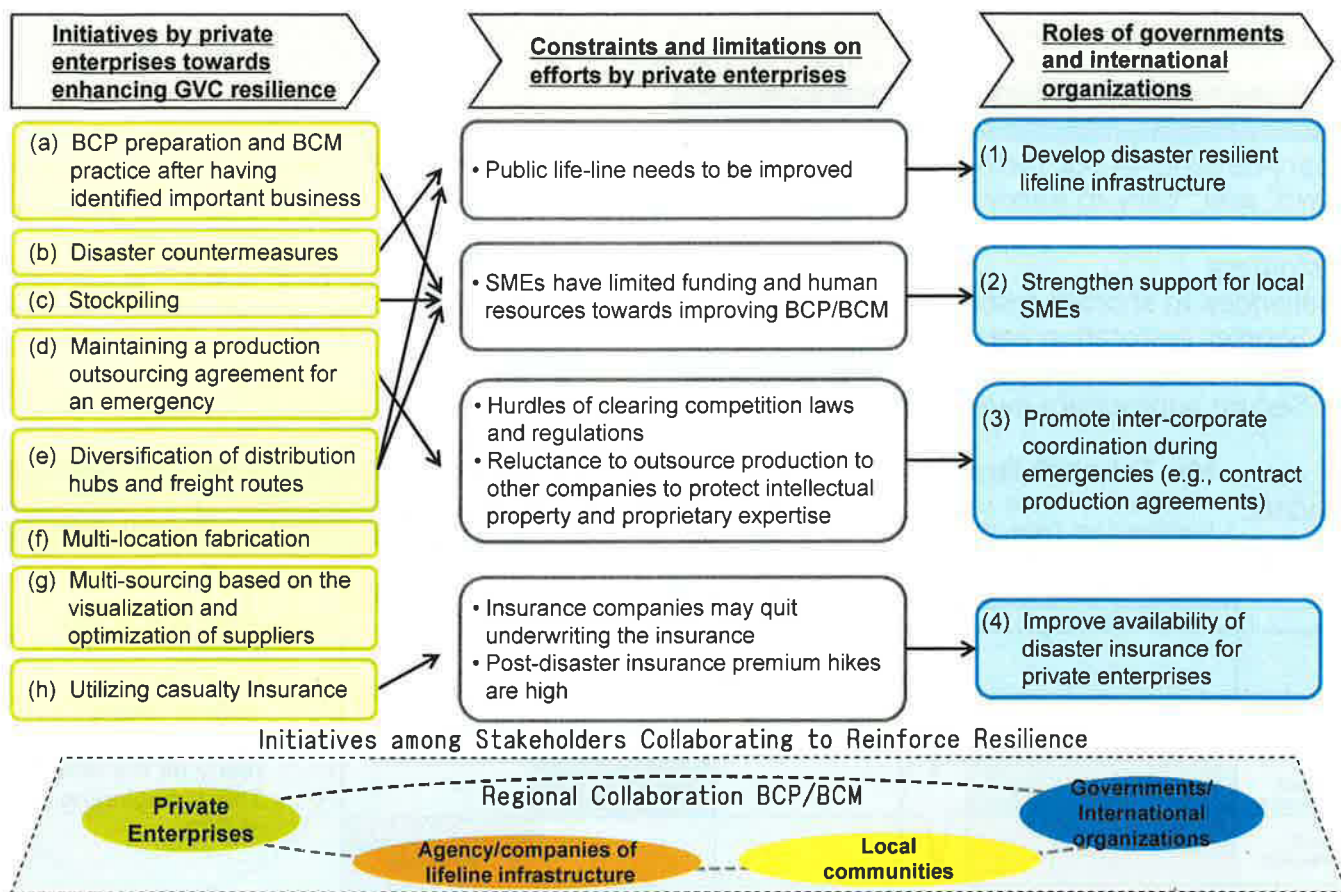 Initiatives by private
enterprises towards
enhancing GVC resilience
Constraints and limitations on
efforts by private enterprises
Roles of governments
and international
organizations
(a) BCP preparation and BCM
practice after having
identified important business
(b) Disaster countermeasures
(c) Stockpiling
(d) Maintaining a production
outsourcing agreement for
an emergency
(e) Diversification of distribution
hubs and freight routes
(f) Multi-location fabrication
(g) Multi-sourcing based on the
visualization and
optimization of suppliers
(h) Utilizing casualty Insurance
• Public life-line needs to be improved
• SMEs have limited funding and human
resources towards improving BCP/BCM
• Hurdles of clearing competition laws
and regulations
• Reluctance to outsource production to
other companies to protect intellectual
property and proprietary expertise
• Insurance companies may quit
underwriting the insurance
• Post-disaster insurance premium hikes
are high
(1) Develop disaster resilient
lifeline infrastructure
(2) Strengthen support for local
SMEs
(3) Promote inter-corporate
coordination during
emergencies (e.g., contract
production agreements)
(4) Improve availability of
disaster insurance for
private enterprises
Initiatives among Stakeholders Collaborating to Reinforce Resilience
Regional Collaboration BCP/BCM
Private
Enterprises
Agency/companies of
lifeline infrastructure
Local
communities
Governments/
International
organizations